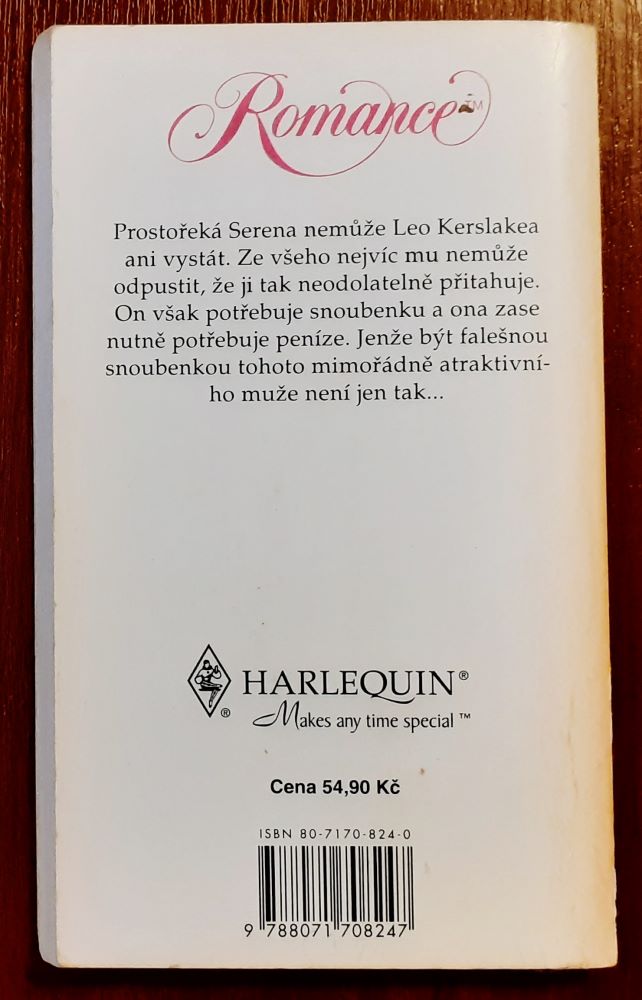 Romance™
Prostořeká Serena nemůže Leo Kerslakea
ani vystát. Ze všeho nejvíc mu nemůže
odpustit, že ji tak neodolatelně přitahuje.
On však potřebuje snoubenku a ona zase
nutně potřebuje peníze. Jenže být falešnou
snoubenkou tohoto mimořádně atraktivní-
ho muže není jen tak...
® HARLEQUIN®
Makes any time special ™
Cena 54,90 Kč
ISBN 80-7170-824-0
9 788071 708247